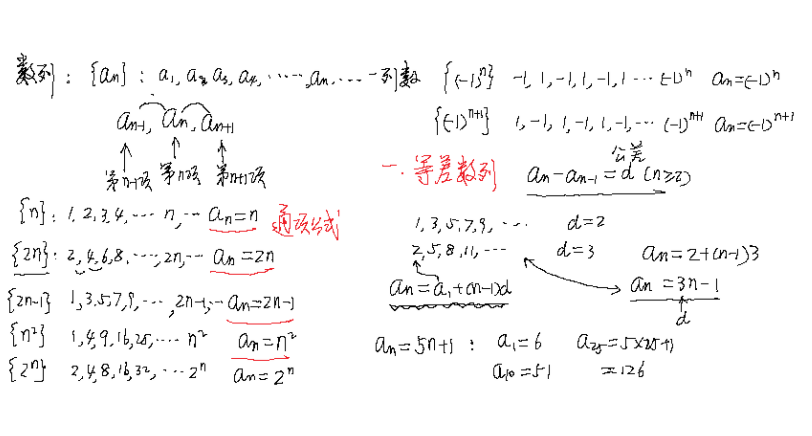 数列：{an}：a1, a2, a3, a4, ……, an, …… 一列数
an-1, an, an+1
第n-1项 第n项 第n+1项
{n}：1, 2, 3, 4, … n, … an=n 通项公式
{2n}：2, 4, 6, 8, …, 2n, … an=2n
{2n-1} 1, 3, 5, 7, 9, …, 2n-1, … an=2n-1
{n²} 1, 4, 9, 16, 25, …… n² an=n²
{2ⁿ} 2, 4, 8, 16, 32, … 2ⁿ an=2ⁿ
{(-1)ⁿ} -1, 1, -1, 1, -1, 1 … (-1)ⁿ an=(-1)ⁿ
{(-1)ⁿ⁺¹} 1, -1, 1, -1, 1, -1, … (-1)ⁿ⁺¹ an=(-1)ⁿ⁺¹
公差
一. 等差数列 an-an-1=d (n≥2)
1, 3, 5, 7, 9, … d=2
2, 5, 8, 11, … d=3 an=2+(n-1)3
an=a1+(n-1)d an=3n-1
d
an=5n+1： a1=6 a25=5×25+1
a10=51 =126